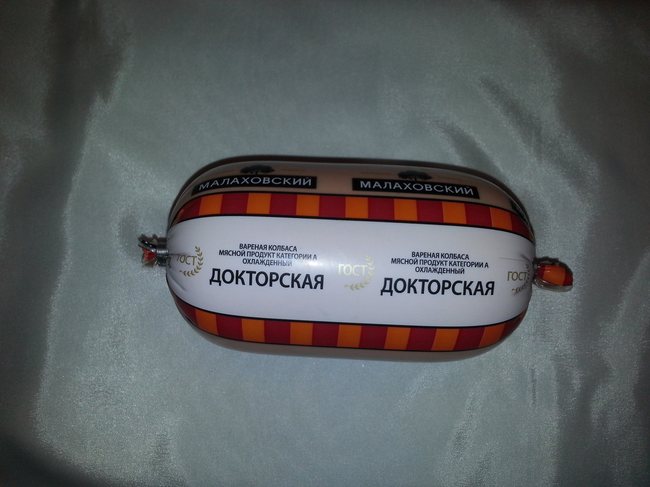 МАЛАХОВСКИЙ
МАЛАХОВСКИЙ
ВАРЕНАЯ КОЛБАСА
МЯСНОЙ ПРОДУКТ КАТЕГОРИИ А
ОХЛАЖДЕННЫЙ
ДОКТОРСКАЯ
ГОСТ
ВАРЕНАЯ КОЛБАСА
МЯСНОЙ ПРОДУКТ КАТЕГОРИИ А
ОХЛАЖДЕННЫЙ
ДОКТОРСКАЯ
ГОСТ
ГОСТ